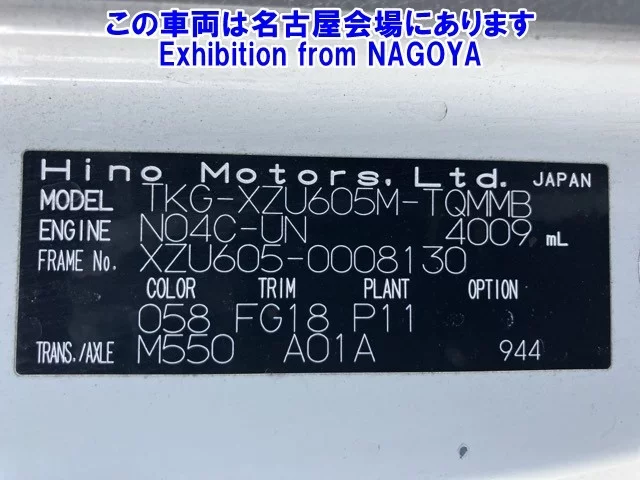 この車両は名古屋会場にあります
Exhibition from NAGOYA
Hino Motors,Ltd. JAPAN
MODEL TKG-XZU605M-TQMMB
ENGINE N04C-UN 4009 mL
FRAME No. XZU605-0008130
COLOR TRIM PLANT OPTION
058 FG18 P11
TRANS./AXLE M550 A01A 944